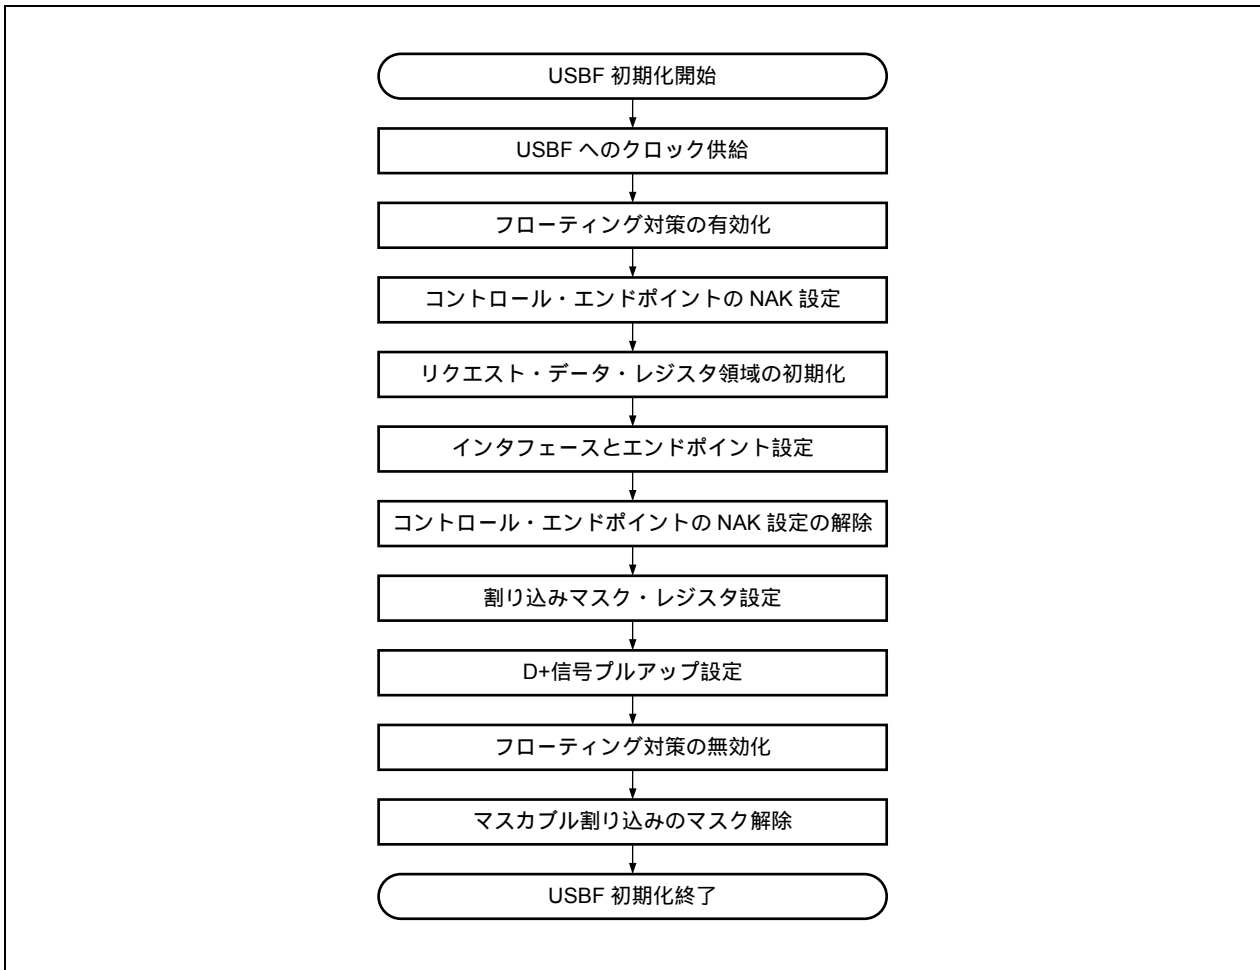 USBF 初期化開始
USBF へのクロック供給
フローティング対策の有効化
コントロール・エンドポイントの NAK 設定
リクエスト・データ・レジスタ領域の初期化
インタフェースとエンドポイント設定
コントロール・エンドポイントの NAK 設定の解除
割り込みマスク・レジスタ設定
D+信号プルアップ設定
フローティング対策の無効化
マスカブル割り込みのマスク解除
USBF 初期化終了